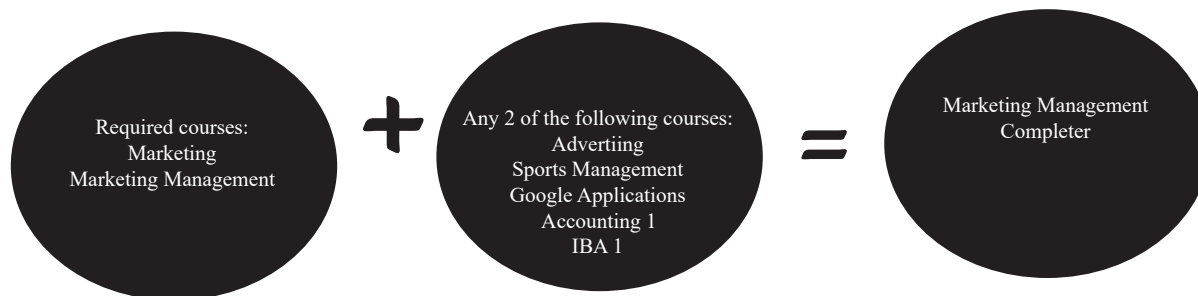 Required courses:
Marketing
Marketing Management
+
Any 2 of the following courses:
Advertiing
Sports Management
Google Applications
Accounting 1
IBA 1
=
Marketing Management
Completer